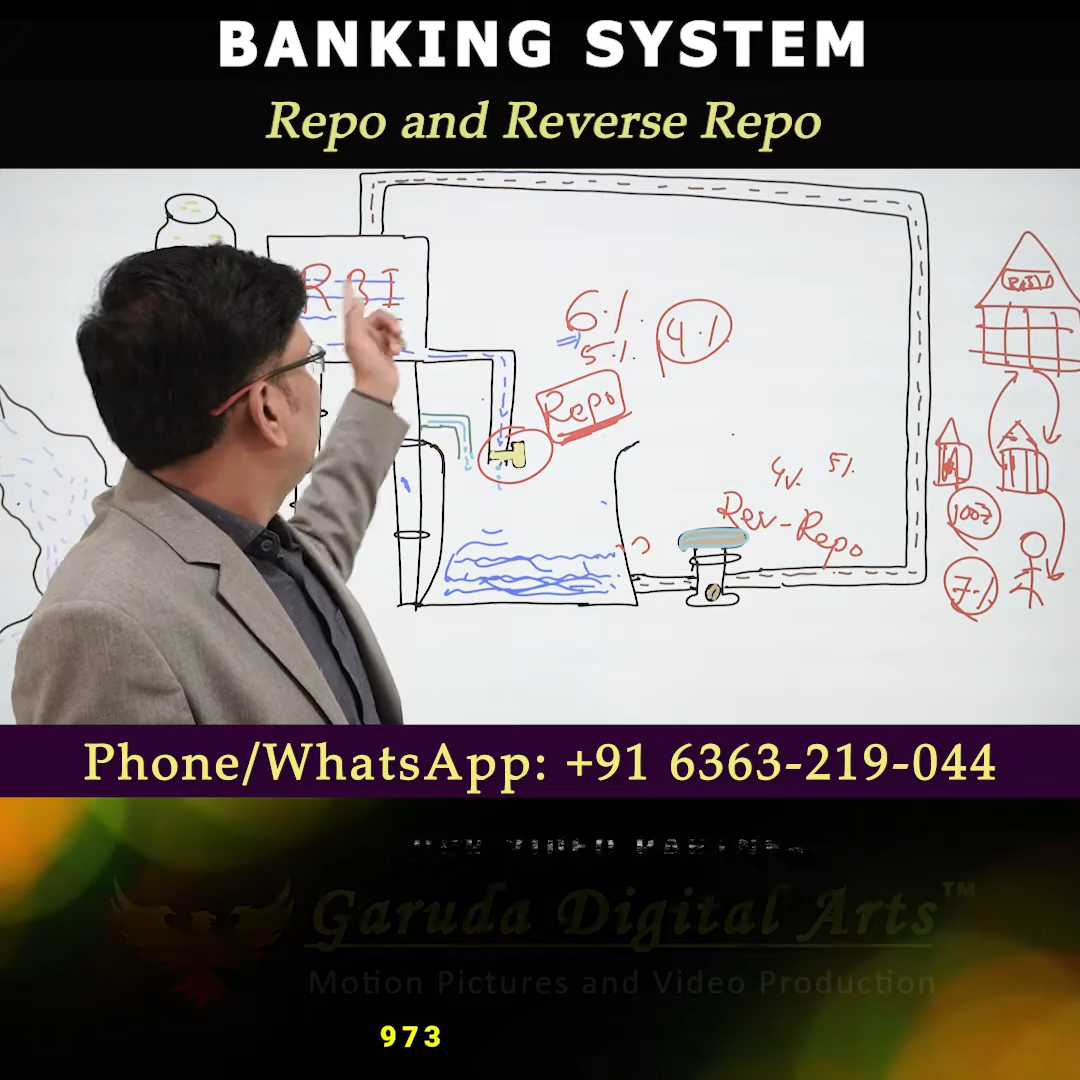 BANKING SYSTEM
Repo and Reverse Repo
RBI
6%
5%
4%
Repo
4%
5%
Rev-Repo
100₹
7%
Phone/WhatsApp: +91 6363-219-044
Garuda Digital Arts™
Motion Pictures and Video Production
973